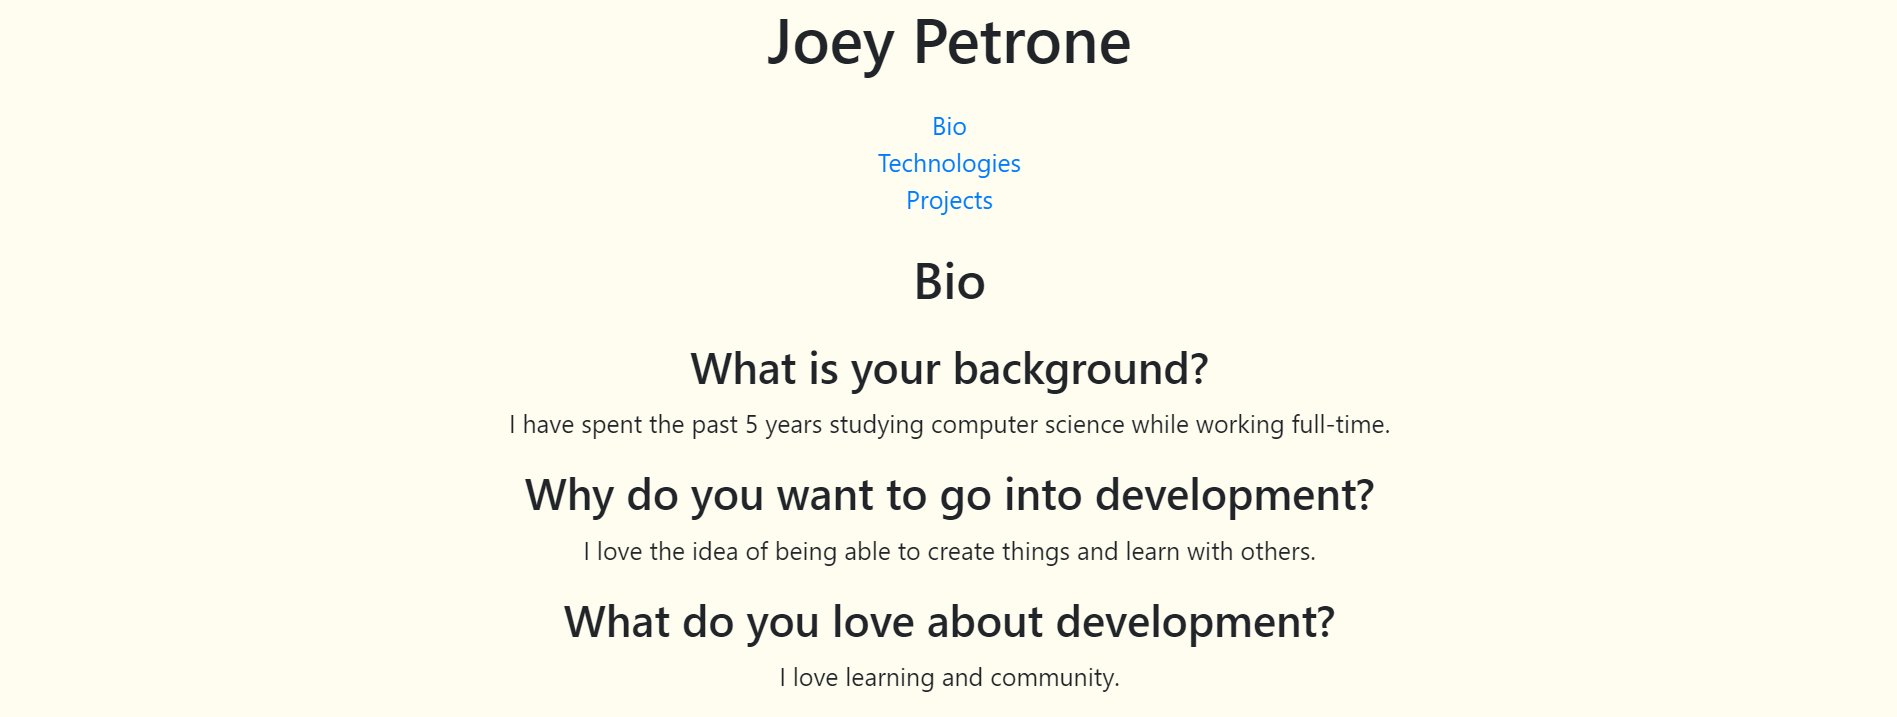 Joey Petrone
Bio
Technologies
Projects
Bio
What is your background?
I have spent the past 5 years studying computer science while working full-time.
Why do you want to go into development?
I love the idea of being able to create things and learn with others.
What do you love about development?
I love learning and community.